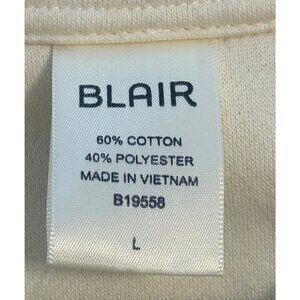 BLAIR
60% COTTON
40% POLYESTER
MADE IN VIETNAM
B19558
L